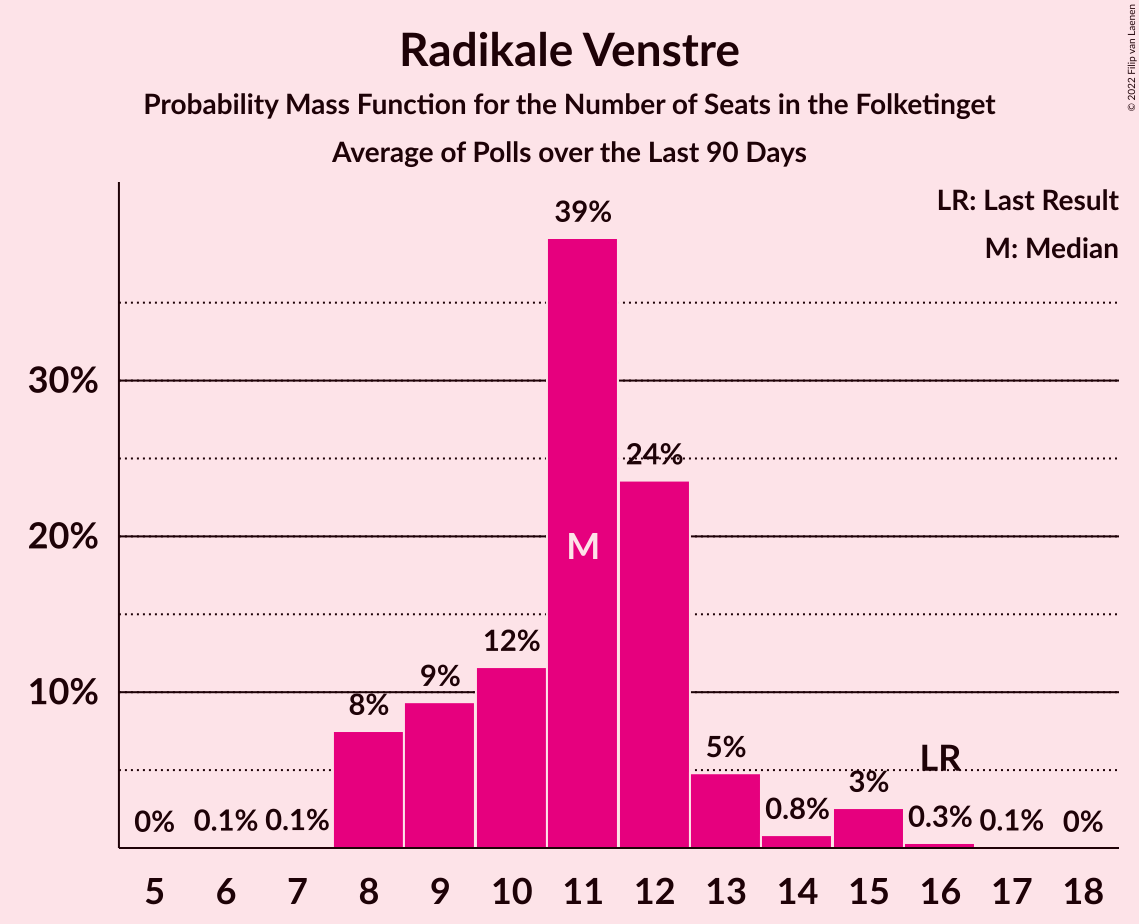 Radikale Venstre
Probability Mass Function for the Number of Seats in the Folketinget
Average of Polls over the Last 90 Days
© 2022 Filip van Laenen
LR: Last Result
M: Median
39%
30%
24%
20%
M
12%
10%
9%
8%
5%
LR
3%
0% 0.1% 0.1% 0.8% 0.3% 0.1% 0%
5 6 7 8 9 10 11 12 13 14 15 16 17 18